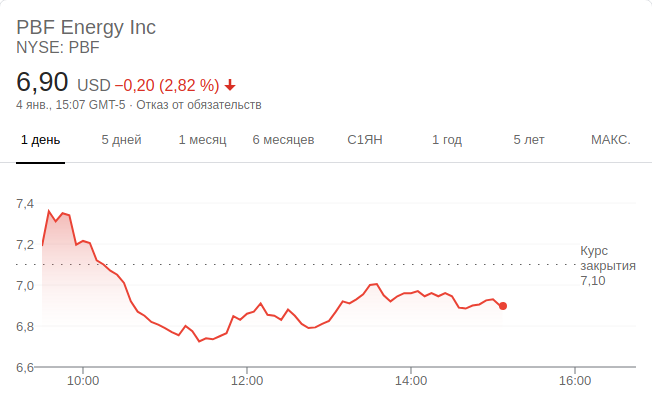 PBF Energy Inc
NYSE: PBF
6,90 USD −0,20 (2,82 %)
4 янв., 15:07 GMT-5 · Отказ от обязательств
1 день 5 дней 1 месяц 6 месяцев С1ЯН 1 год 5 лет МАКС.
7,4
7,2
7,0
6,8
6,6
Курс
закрытия
7,10
10:00 12:00 14:00 16:00